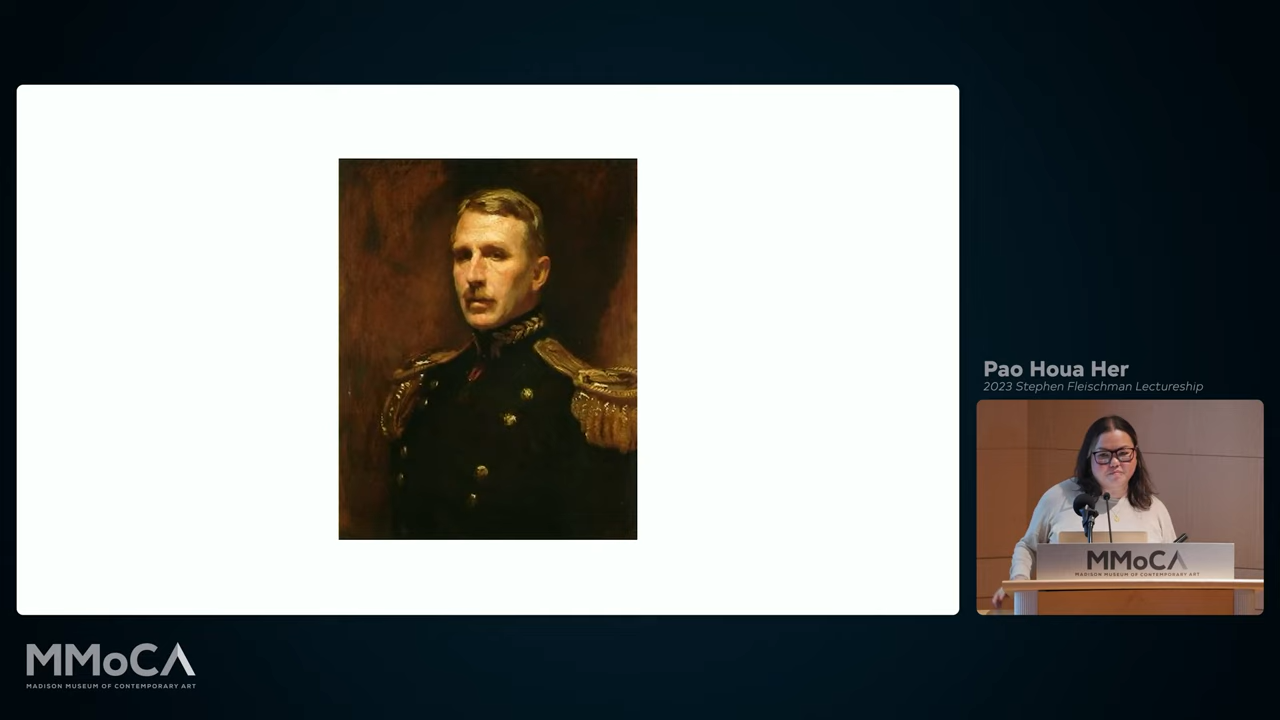 Pao Houa Her
2023 Stephen Fleischman Lectureship
MMoCA
MADISON MUSEUM OF CONTEMPORARY ART
MMoCA
MADISON MUSEUM OF CONTEMPORARY ART